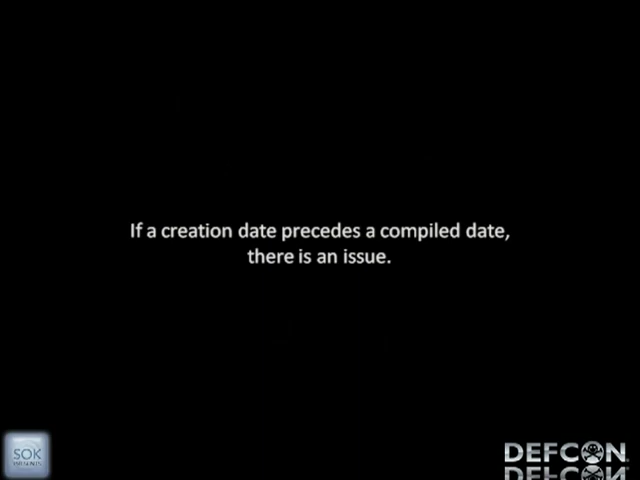 If a creation date precedes a compiled date,
there is an issue.
SOK
DEFCON